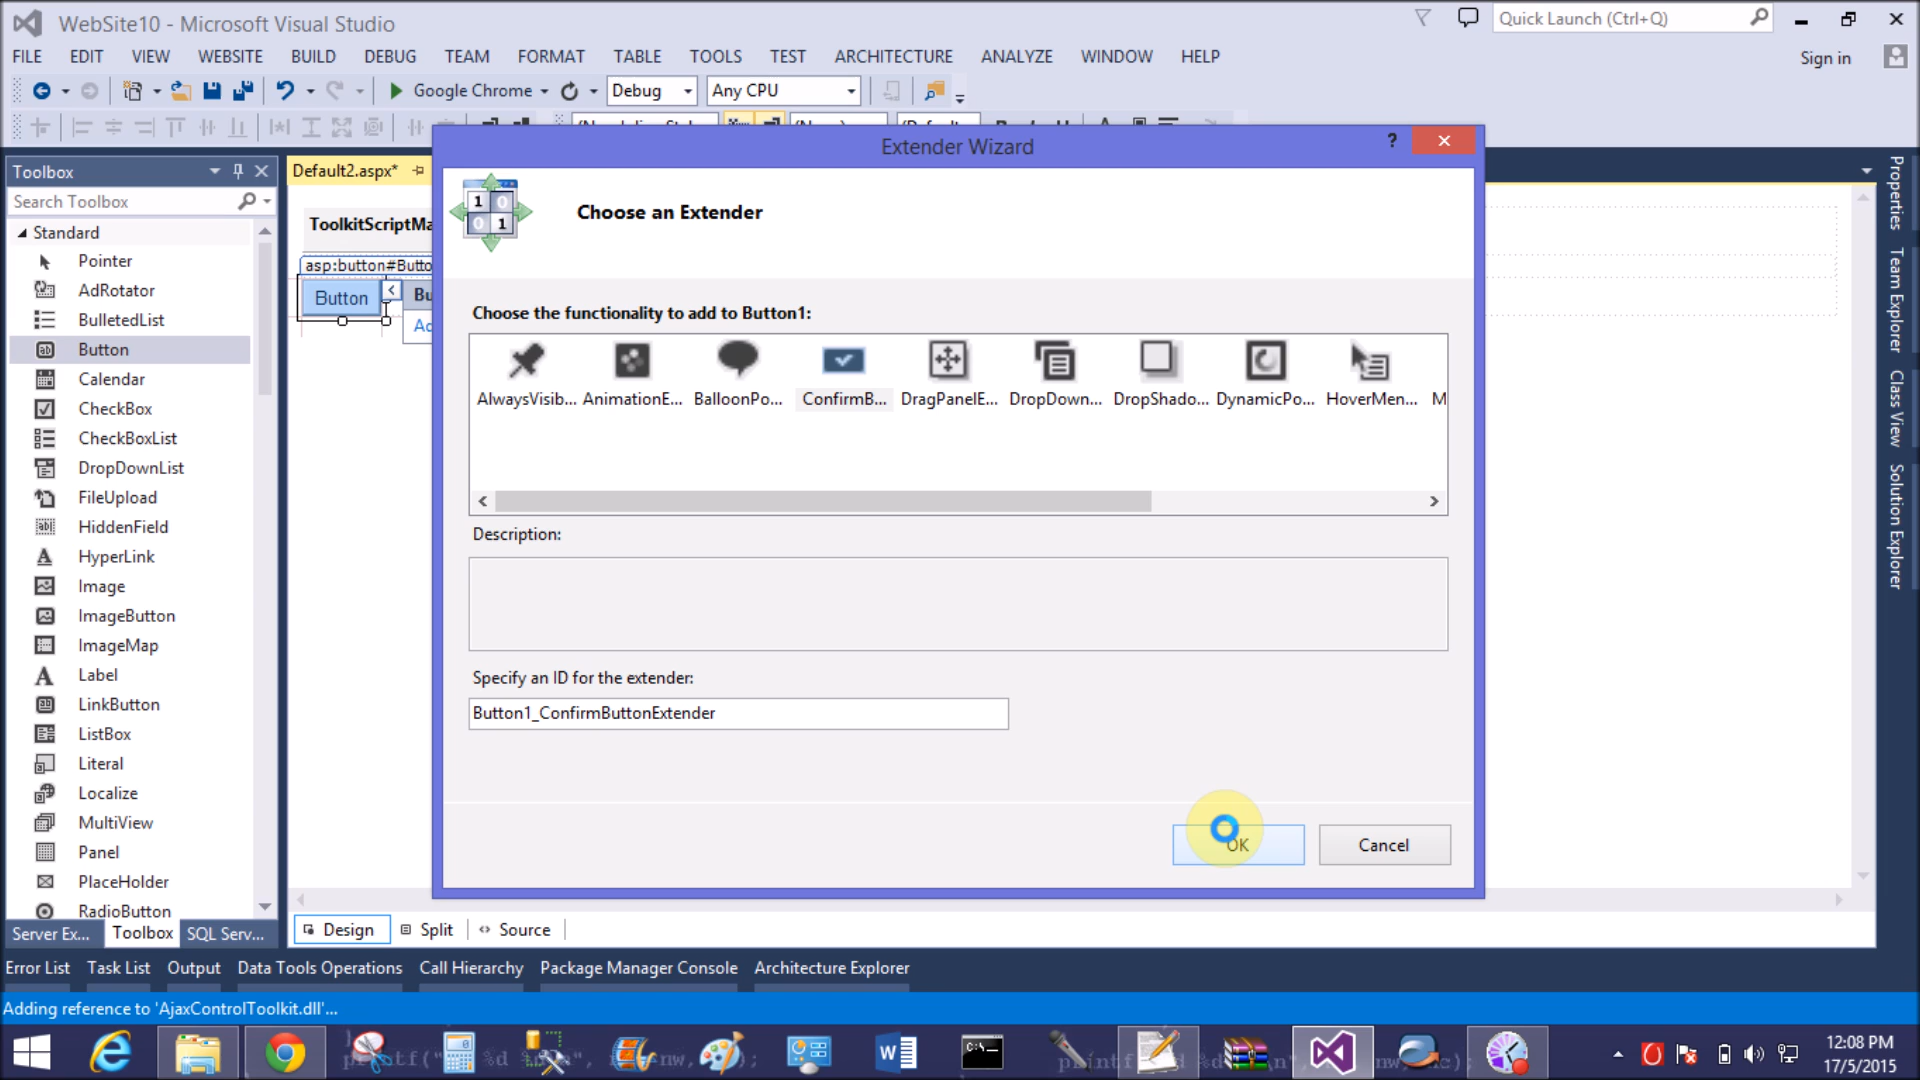 WebSite10 - Microsoft Visual Studio
Quick Launch (Ctrl+Q)
FILE EDIT VIEW WEBSITE BUILD DEBUG TEAM FORMAT TABLE TOOLS TEST ARCHITECTURE ANALYZE WINDOW HELP
Sign in
Google Chrome Debug Any CPU
Extender Wizard
Toolbox
Default2.aspx*
Search Toolbox
Standard
Pointer
AdRotator
BulletedList
Button
Calendar
CheckBox
CheckBoxList
DropDownList
FileUpload
HiddenField
HyperLink
Image
ImageButton
ImageMap
Label
LinkButton
ListBox
Literal
Localize
MultiView
Panel
PlaceHolder
RadioButton
Server Ex... Toolbox SQL Serv...
ToolkitScriptMa
asp:button#Butto
Button
Bu
Ad
Choose an Extender
Choose the functionality to add to Button1:
AlwaysVisib... AnimationE... BalloonPo... ConfirmB... DragPanelE... DropDown... DropShado... DynamicPo... HoverMen... M
Description:
Specify an ID for the extender:
Button1_ConfirmButtonExtender
OK Cancel
Design Split Source
Properties
Team Explorer
Class View
Solution Explorer
Error List Task List Output Data Tools Operations Call Hierarchy Package Manager Console Architecture Explorer
Adding reference to 'AjaxControlToolkit.dll'...
12:08 PM
17/5/2015